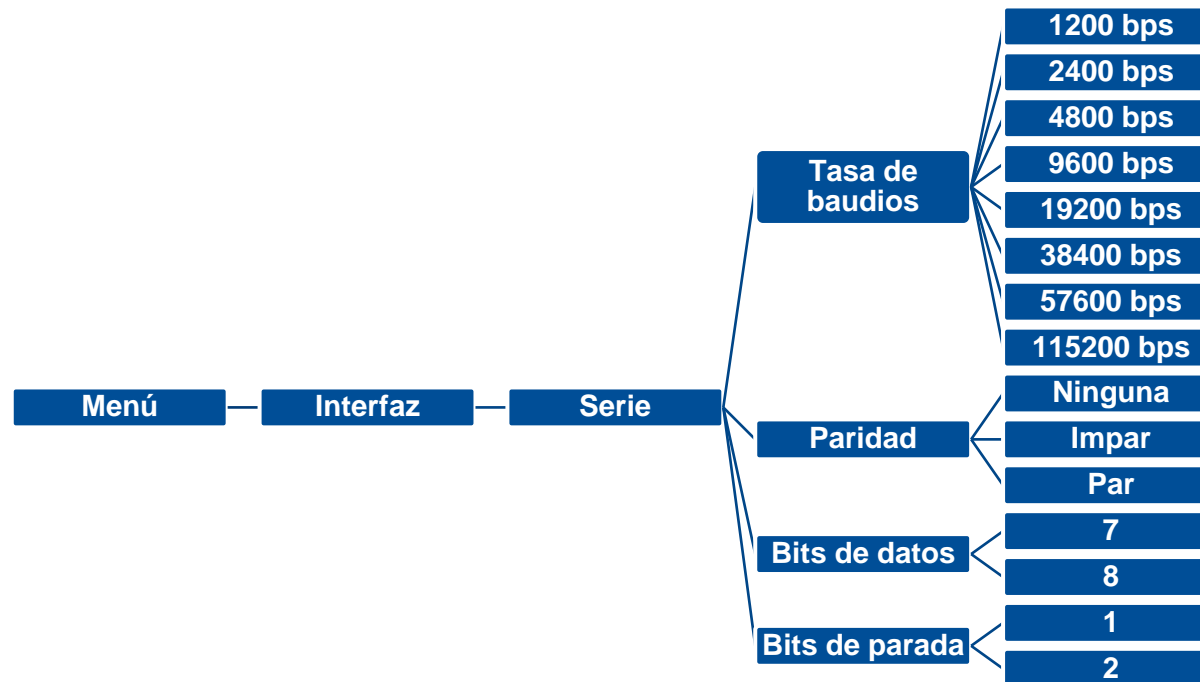 Menú
Interfaz
Serie
Tasa de
baudios
1200 bps
2400 bps
4800 bps
9600 bps
19200 bps
38400 bps
57600 bps
115200 bps
Paridad
Ninguna
Impar
Par
Bits de datos
7
8
Bits de parada
1
2